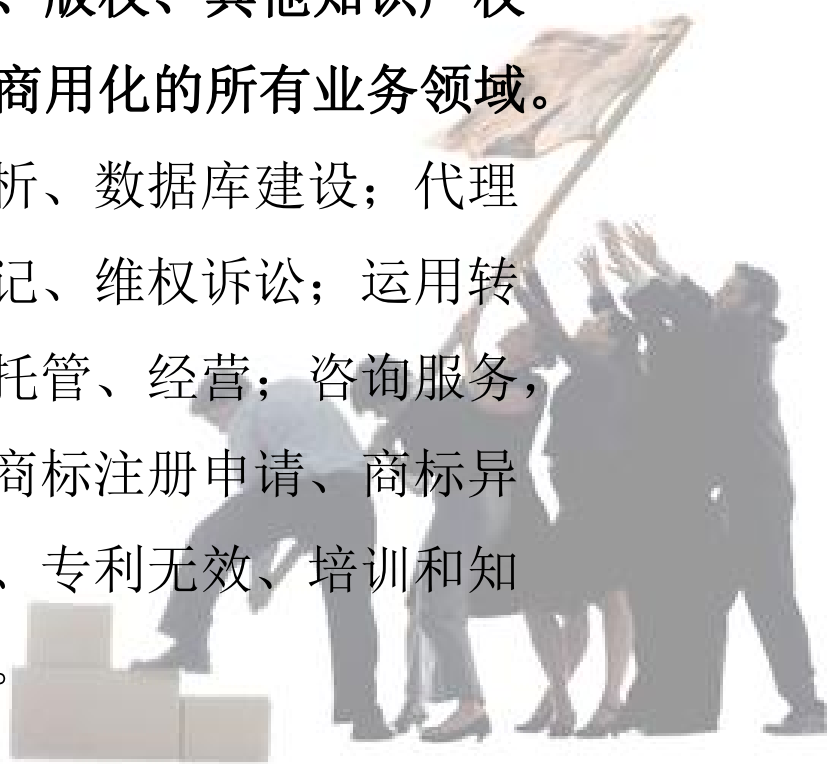 、版权、其他知识产权
商用化的所有业务领域。
析、数据库建设；代理
记、维权诉讼；运用转
托管、经营；咨询服务，
商标注册申请、商标异
、专利无效、培训和知
。